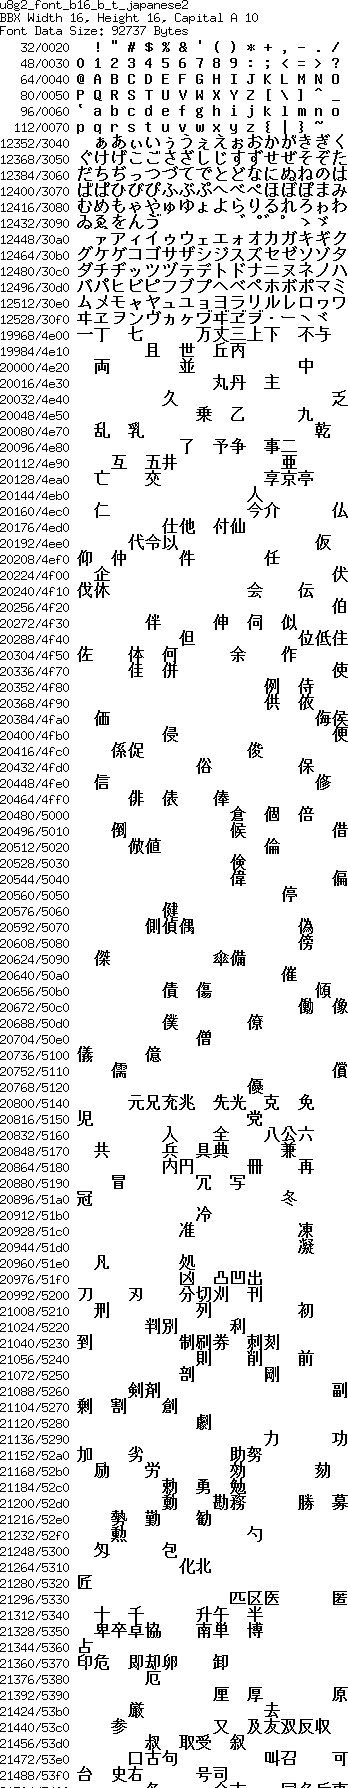 u8g2_font_b16_b_t_japanese2
BBX Width 16, Height 16, Capital A 10
Font Data Size: 92737 Bytes
32/0020 ! " # $ % & ' ( ) * + , - . /
48/0030 0 1 2 3 4 5 6 7 8 9 : ; < = > ?
64/0040 @ A B C D E F G H I J K L M N O
80/0050 P Q R S T U V W X Y Z [ \ ] ^ _
96/0060 ` a b c d e f g h i j k l m n o
112/0070 p q r s t u v w x y z { | } ~
12352/3040 ぁあぃいぅうぇえぉおかがきぎく
12368/3050 ぐけげこごさざしじすずせぜそぞた
12384/3060 だちぢっつづてでとどなにぬねのは
12400/3070 ばぱひびぴふぶぷへべぺほぼぽまみ
12416/3080 むめもゃやゅゆょよらりるれろゎわ
12432/3090 ゐゑをんゔ ゛゜ゝゞ
12448/30a0 ァアィイゥウェエォオカガキギク
12464/30b0 グケゲコゴサザシジスズセゼソゾタ
12480/30c0 ダチヂッツヅテデトドナニヌネノハ
12496/30d0 バパヒビピフブプヘベペホボポマミ
12512/30e0 ムメモャヤュユョヨラリルレロヮワ
12528/30f0 ヰヱヲンヴヵヶヷヸヹヺ・ーヽヾ
19968/4e00 一丁 七 万丈三上下 不与
19984/4e10 且 世 丘丙
20000/4e20 両 並 中
20016/4e30 丸丹 主
20032/4e40 久 乏
20048/4e50 乗 乙 九
20080/4e70 乱 乳 乾
20096/4e80 了 予争 事二
20112/4e90 互 五井 亜
20128/4ea0 亡 交 享京亭
20144/4eb0 人
20160/4ec0 仁 今介 仏
20176/4ed0 仕他 付仙
20192/4ee0 代令以 仮
20208/4ef0 仰 仲 件 任
20224/4f00 企 伏
20240/4f10 伐休 会 伝
20256/4f20 伯
20272/4f30 伴 伸 伺 似
20288/4f40 但 位低住
20304/4f50 佐 体 何 余 作
20336/4f70 佳 併 使
20352/4f80 例 侍
20368/4f90 供 依
20384/4fa0 価 侮侯
20400/4fb0 侵 便
20416/4fc0 係促 俊
20432/4fd0 俗 保
20448/4fe0 信 修
20464/4ff0 俳 俵 俸
20480/5000 倉 個 倍
20496/5010 倒 候 借
20512/5020 倣値 倫
20528/5030 倹
20544/5040 偉 偏
20560/5050 停
20576/5060 健
20592/5070 側偵偶 偽
20608/5080 傍
20624/5090 傑 傘備
20640/50a0 催
20656/50b0 債 傷 傾
20672/50c0 働 像
20688/50d0 僕 僚
20704/50e0 僧
20736/5100 儀 億
20752/5110 儒 償
20768/5120 優
20800/5140 元兄充兆 先光 克 免
20816/5150 児 党
20832/5160 入 全 八公六
20848/5170 共 兵 具典 兼
20864/5180 内円 冊 再
20880/5190 冒 冗 写
20896/51a0 冠 冬
20912/51b0 冷
20928/51c0 准 凍
20944/51d0 凝
20960/51e0 凡 処
20976/51f0 凶 凸凹出
20992/5200 刀 刃 分切刈 刊
21008/5210 刑 列 初
21024/5220 判別 利
21040/5230 到 制刷券 刺刻
21056/5240 則 削 前
21072/5250 剖 剛
21088/5260 剣剤 副
21104/5270 剰 割 創
21120/5280 劇
21136/5290 力 功
21152/52a0 加 劣 助努
21168/52b0 励 労 効 劾
21184/52c0 勅 勇 勉
21200/52d0 動 勘務 勝 募
21216/52e0 勢 勤 勧
21232/52f0 勲 勺
21248/5300 匁 包
21264/5310 化北
21280/5320 匠
21296/5330 匹区医 匿
21312/5340 十 千 升午 半
21328/5350 卑卒卓協 南単 博
21344/5360 占
21360/5370 印危 即却卵 卸
21376/5380 厄
21392/5390 厘 厚 原
21424/53b0 厳 去
21440/53c0 参 又 及友双反収
21456/53d0 叔 取受 叙
21472/53e0 口古句 叫召 可
21488/53f0 台 史右 号司